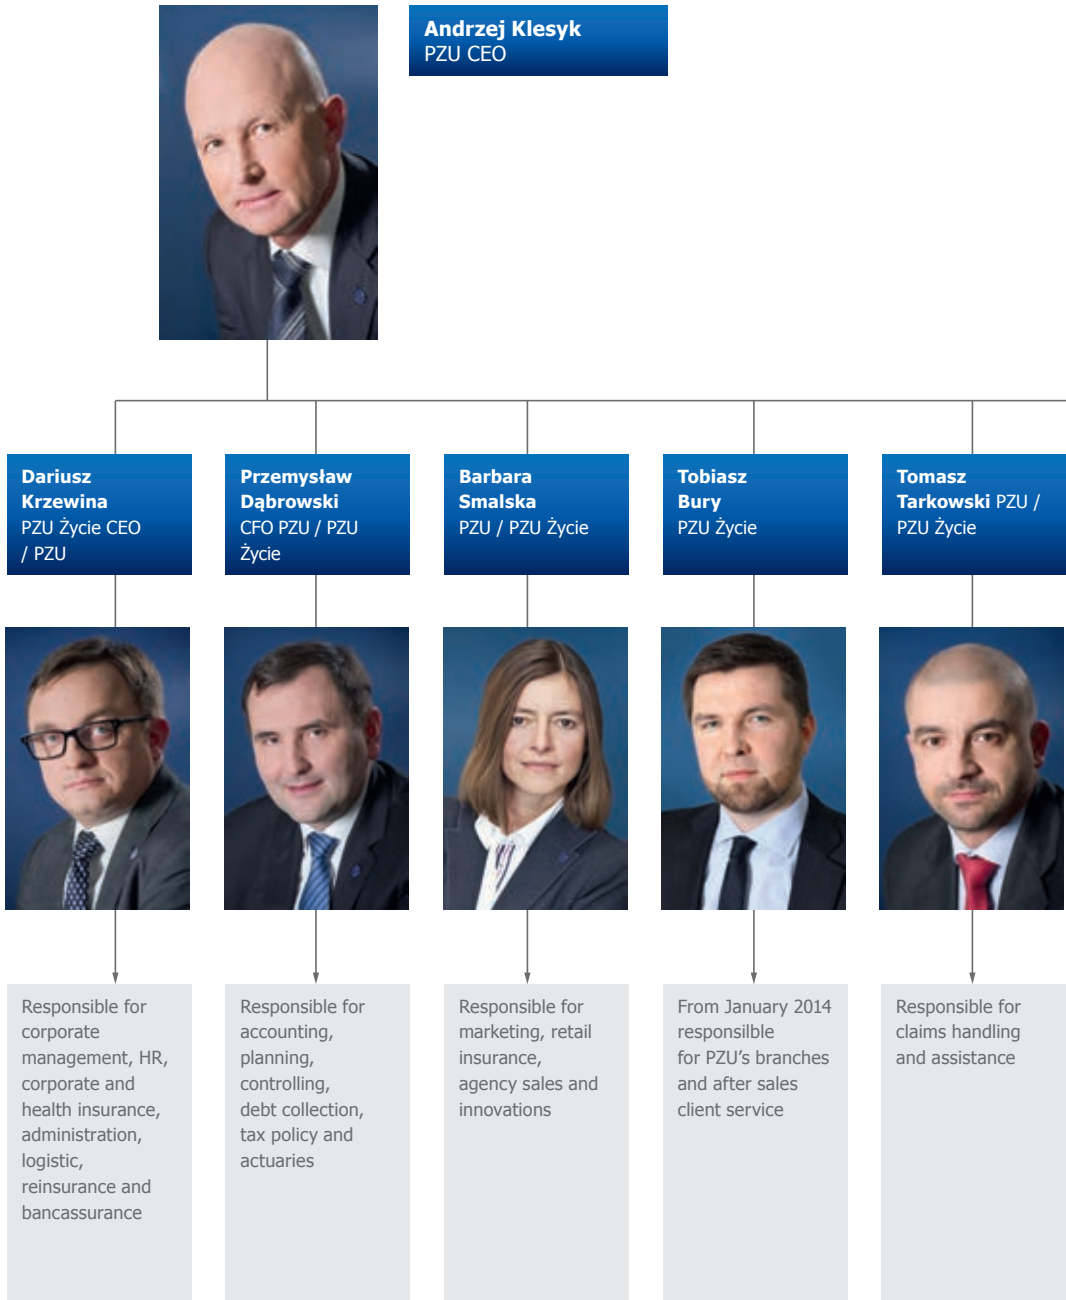 Andrzej Klesyk
PZU CEO
Dariusz
Krzewina
PZU Życie CEO
/ PZU
Przemysław
Dąbrowski
CFO PZU / PZU
Życie
Barbara
Smalska
PZU / PZU Życie
Tobiasz
Bury
PZU Życie
Tomasz
Tarkowski PZU /
PZU Życie
Responsible for
corporate
management, HR,
corporate and
health insurance,
administration,
logistic,
reinsurance and
bancassurance
Responsible for
accounting,
planning,
controlling,
debt collection,
tax policy and
actuaries
Responsible for
marketing, retail
insurance,
agency sales and
innovations
From January 2014
responsilble
for PZU's branches
and after sales
client service
Responsible for
claims handling
and assistance